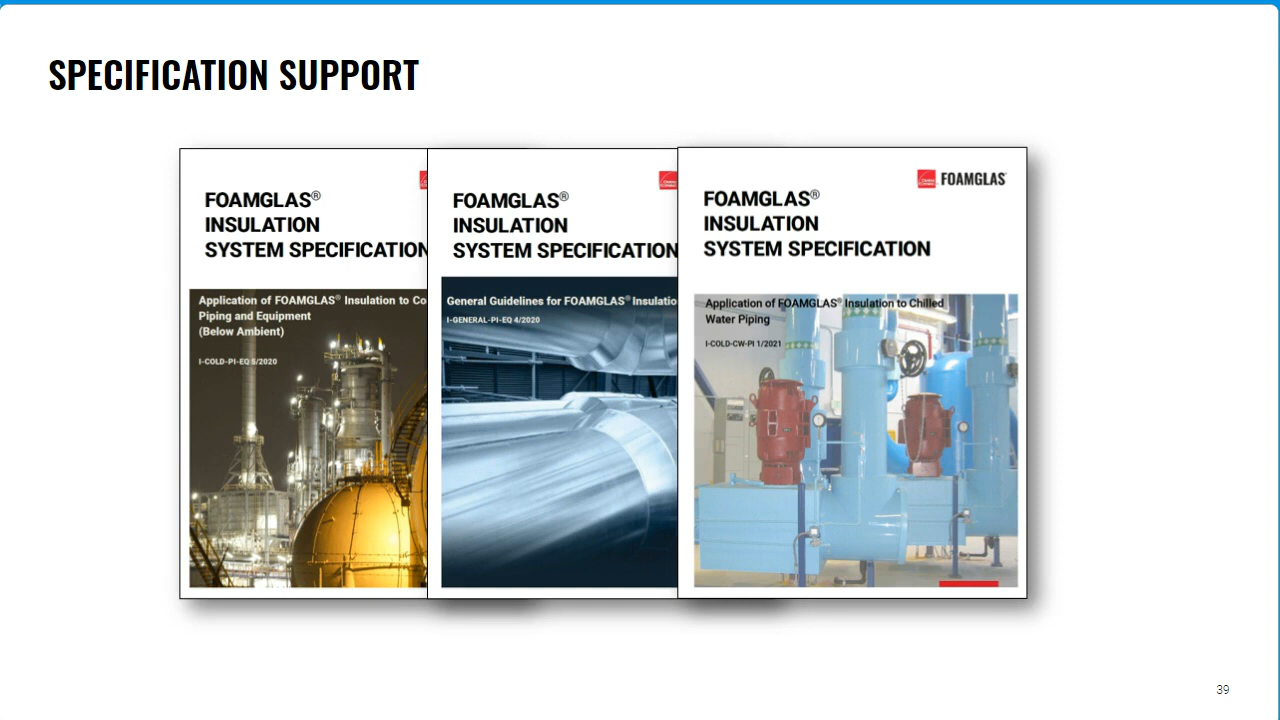 SPECIFICATION SUPPORT
FOAMGLAS®
INSULATION
SYSTEM SPECIFICATION
Application of FOAMGLAS® Insulation to Co
Piping and Equipment
(Below Ambient)
I-COLD-PI-EQ 5/2020
FOAMGLAS®
INSULATION
SYSTEM SPECIFICATION
General Guidelines for FOAMGLAS® Insulatio
I-GENERAL-PI-EQ 4/2020
FOAMGLAS
FOAMGLAS®
INSULATION
SYSTEM SPECIFICATION
Application of FOAMGLAS® Insulation to Chilled
Water Piping
I-COLD-CW-PI 1/2021
39